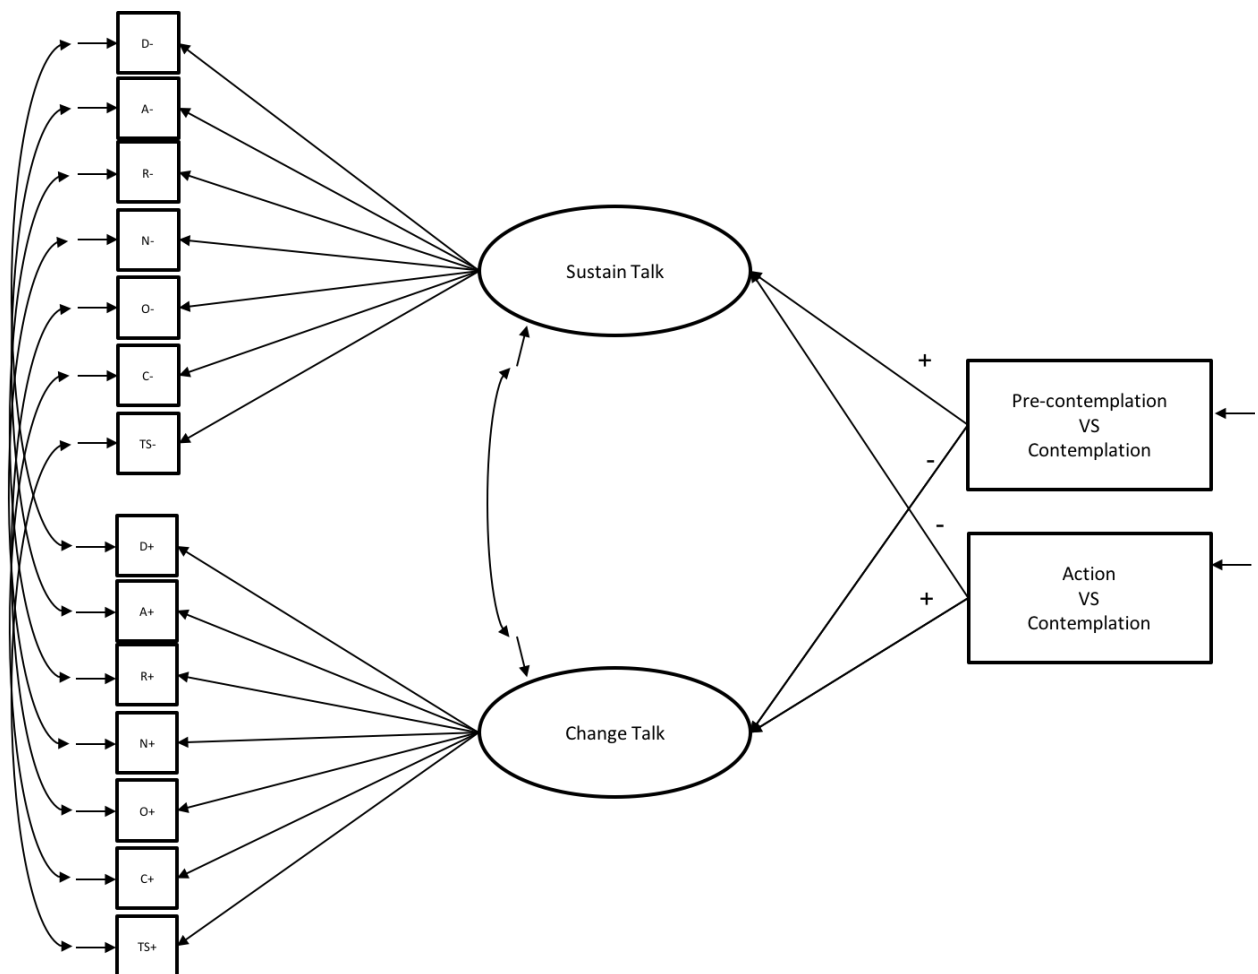 D-
A-
R-
N-
O-
C-
TS-
D+
A+
R+
N+
O+
C+
TS+
Sustain Talk
Change Talk
+
-
-
+
Pre-contemplation
VS
Contemplation
Action
VS
Contemplation